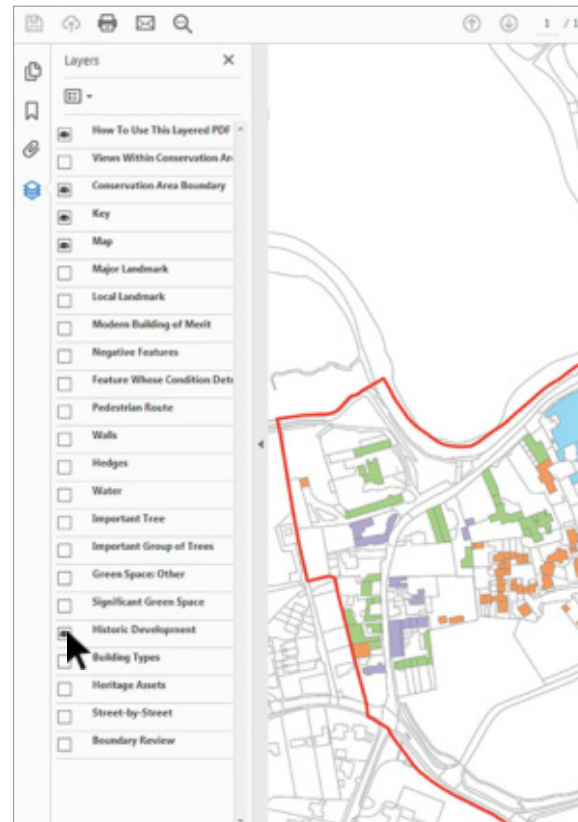 1 / 1
Layers
How To Use This Layered PDF
Views Within Conservation Are
Conservation Area Boundary
Key
Map
Major Landmark
Local Landmark
Modern Building of Merit
Negative Features
Feature Whose Condition Detr
Pedestrian Route
Walls
Hedges
Water
Important Tree
Important Group of Trees
Green Space: Other
Significant Green Space
Historic Development
Building Types
Heritage Assets
Street-by-Street
Boundary Review